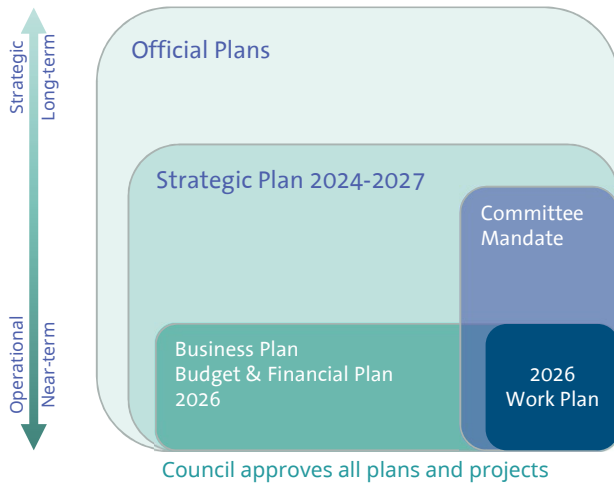 Strategic
Long-term
Official Plans
Strategic Plan 2024-2027
Committee
Mandate
Operational
Near-term
Business Plan
Budget & Financial Plan
2026
2026
Work Plan
Council approves all plans and projects